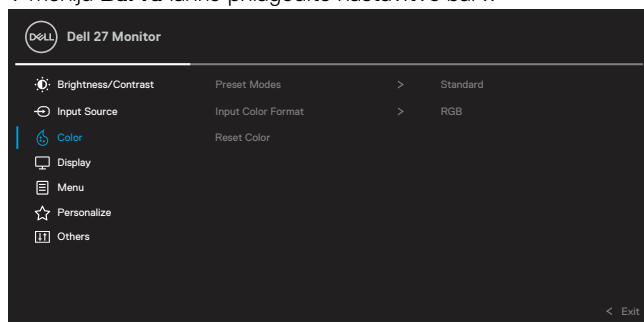 DELL Dell 27 Monitor
Brightness/Contrast Preset Modes > Standard
Input Source Input Color Format > RGB
Color Reset Color
Display
Menu
Personalize
Others
< Exit